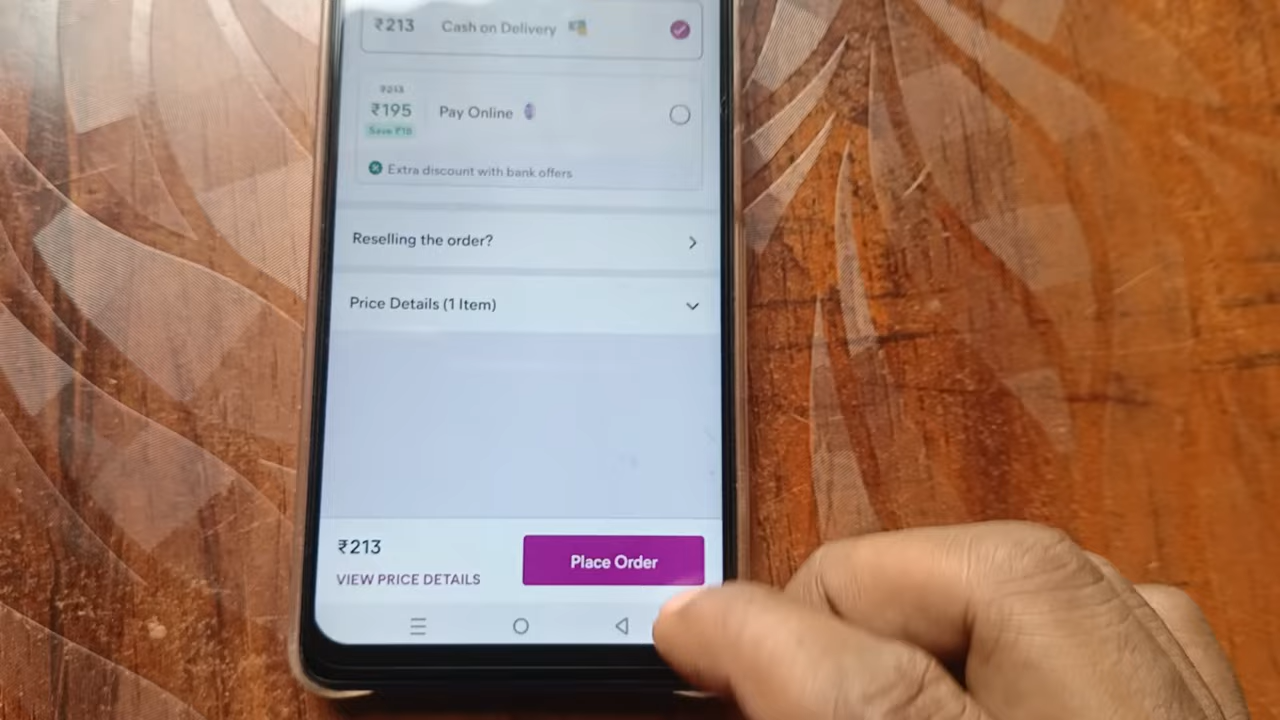 ₹213 Cash on Delivery
₹213
₹195 Pay Online
Save ₹18
Extra discount with bank offers
Reselling the order?
Price Details (1 Item)
₹213
Place Order
VIEW PRICE DETAILS